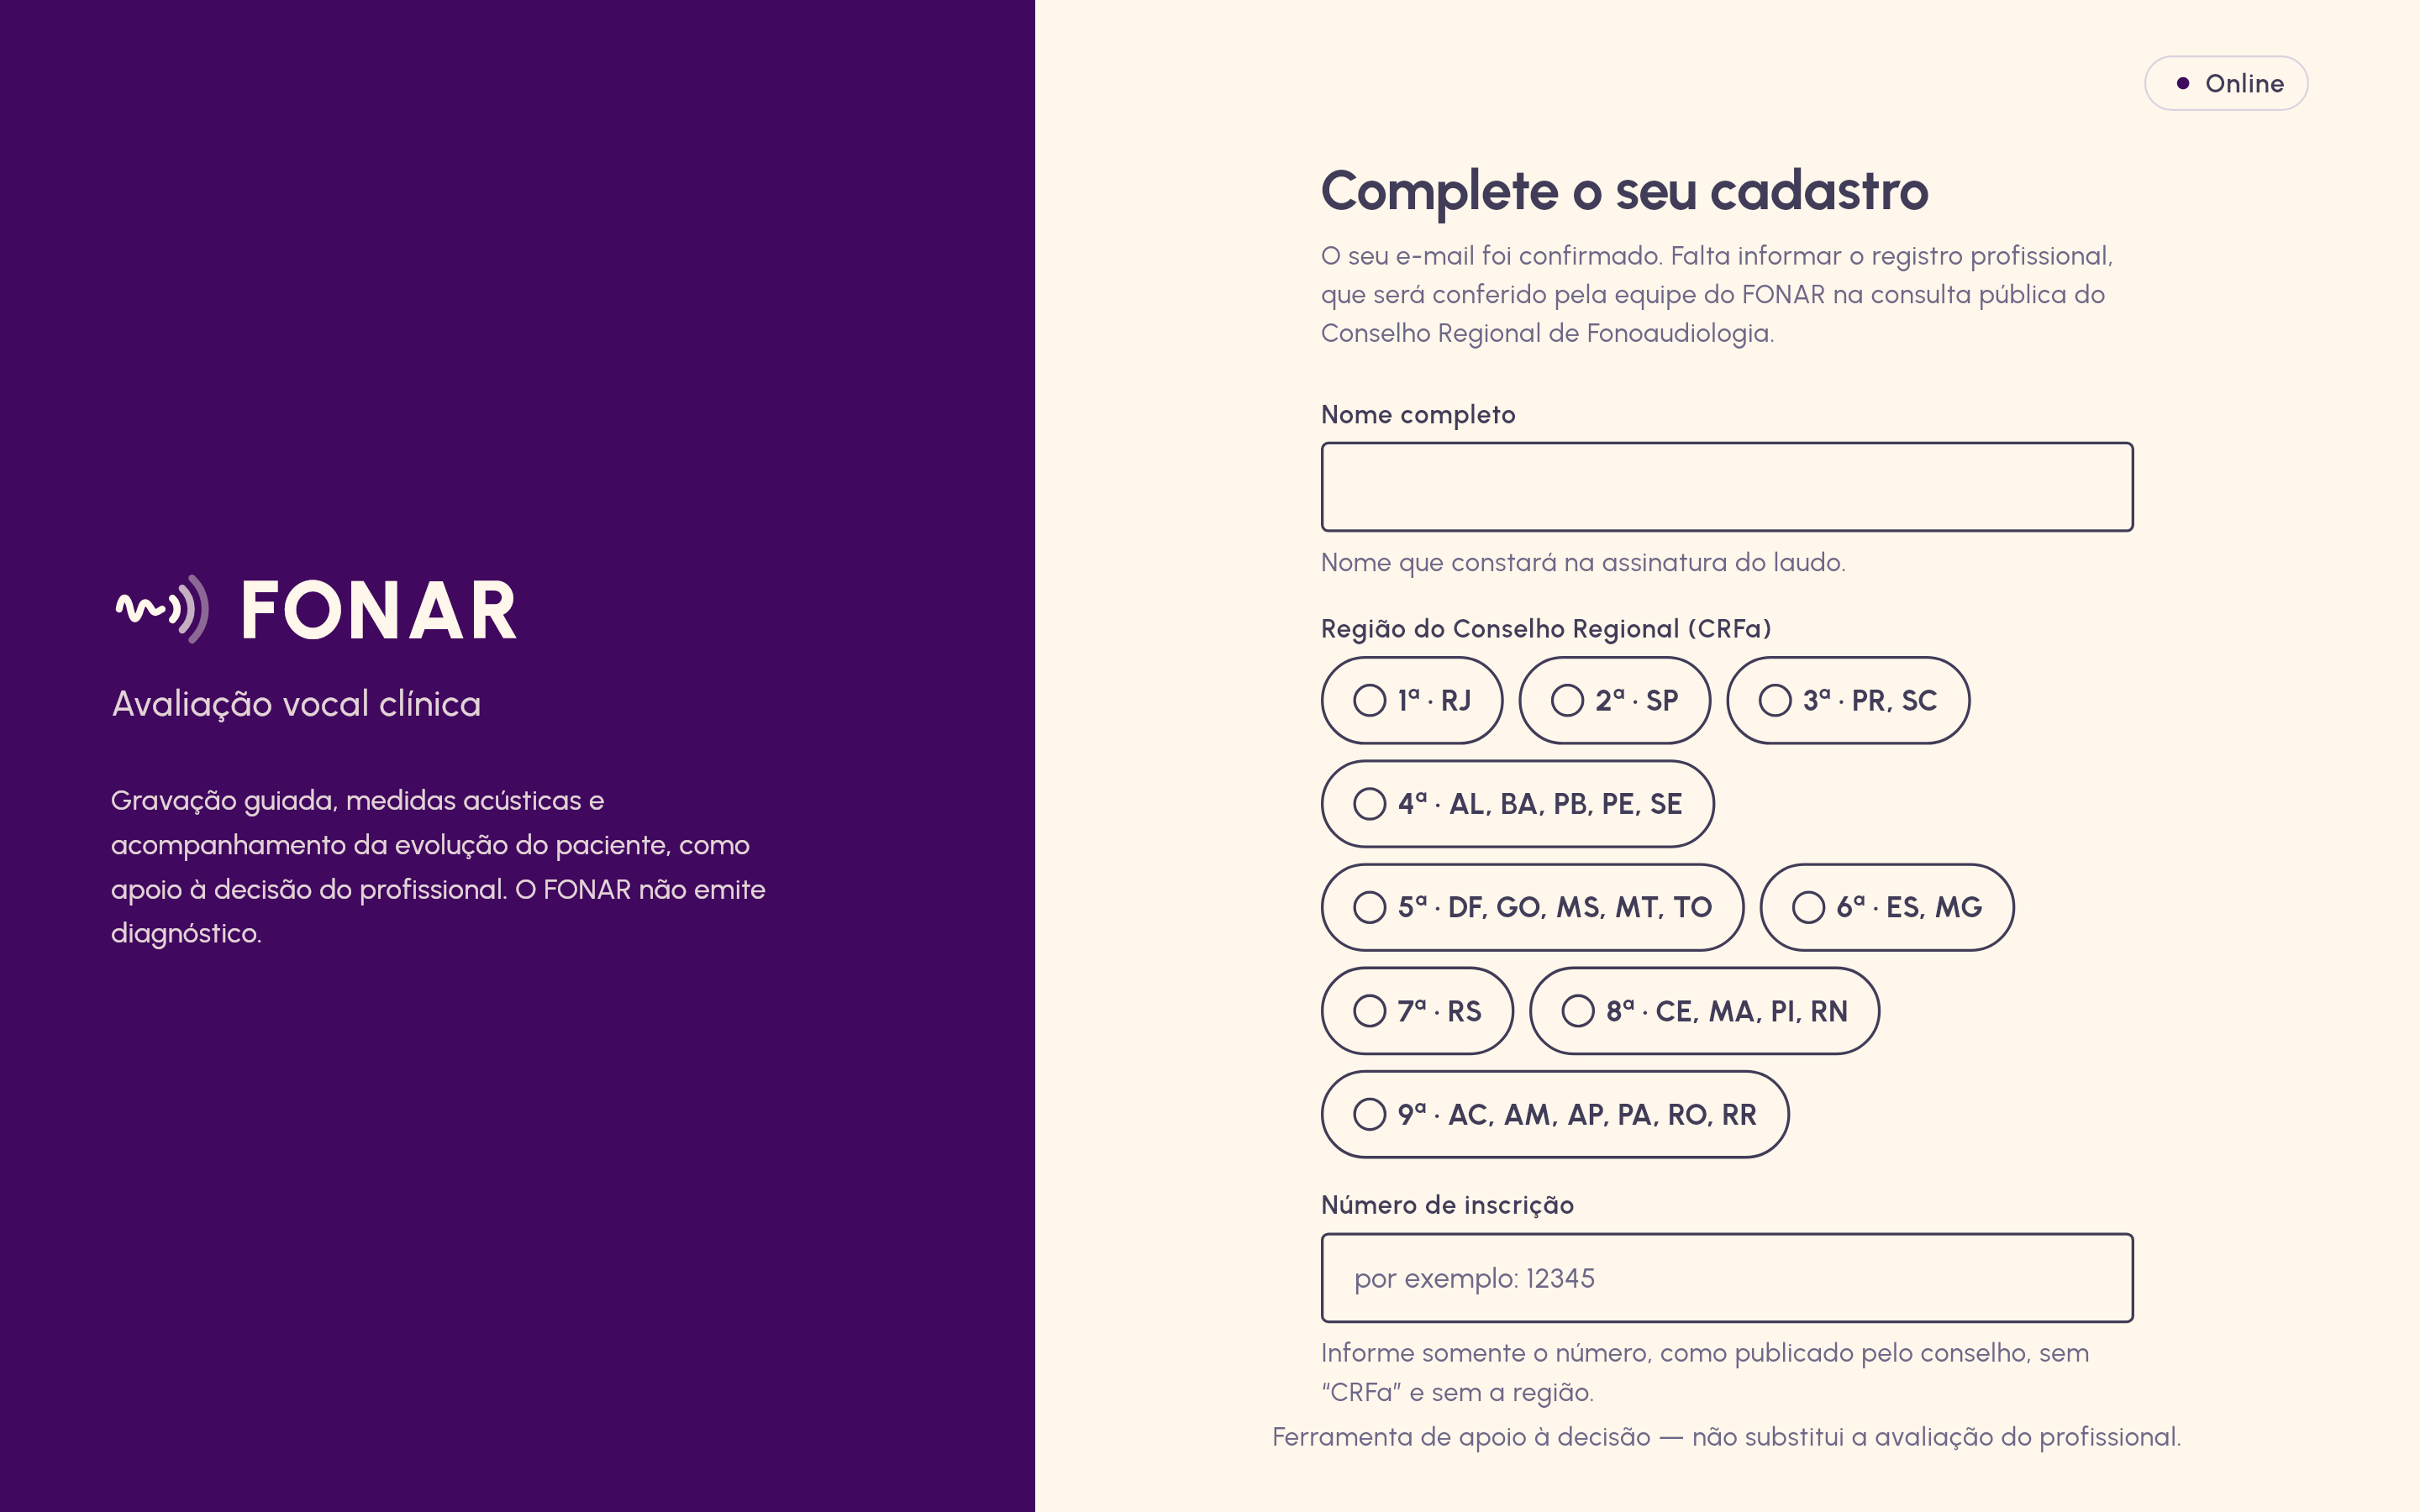 FONAR
Avaliação vocal clínica
Gravação guiada, medidas acústicas e
acompanhamento da evolução do paciente, como
apoio à decisão do profissional. O FONAR não emite
diagnóstico.
Online
Complete o seu cadastro
O seu e-mail foi confirmado. Falta informar o registro profissional,
que será conferido pela equipe do FONAR na consulta pública do
Conselho Regional de Fonoaudiologia.
Nome completo
Nome que constará na assinatura do laudo.
Região do Conselho Regional (CRFa)
1ª · RJ 2ª · SP 3ª · PR, SC
4ª · AL, BA, PB, PE, SE
5ª · DF, GO, MS, MT, TO 6ª · ES, MG
7ª · RS 8ª · CE, MA, PI, RN
9ª · AC, AM, AP, PA, RO, RR
Número de inscrição
por exemplo: 12345
Informe somente o número, como publicado pelo conselho, sem
“CRFa” e sem a região.
Ferramenta de apoio à decisão — não substitui a avaliação do profissional.